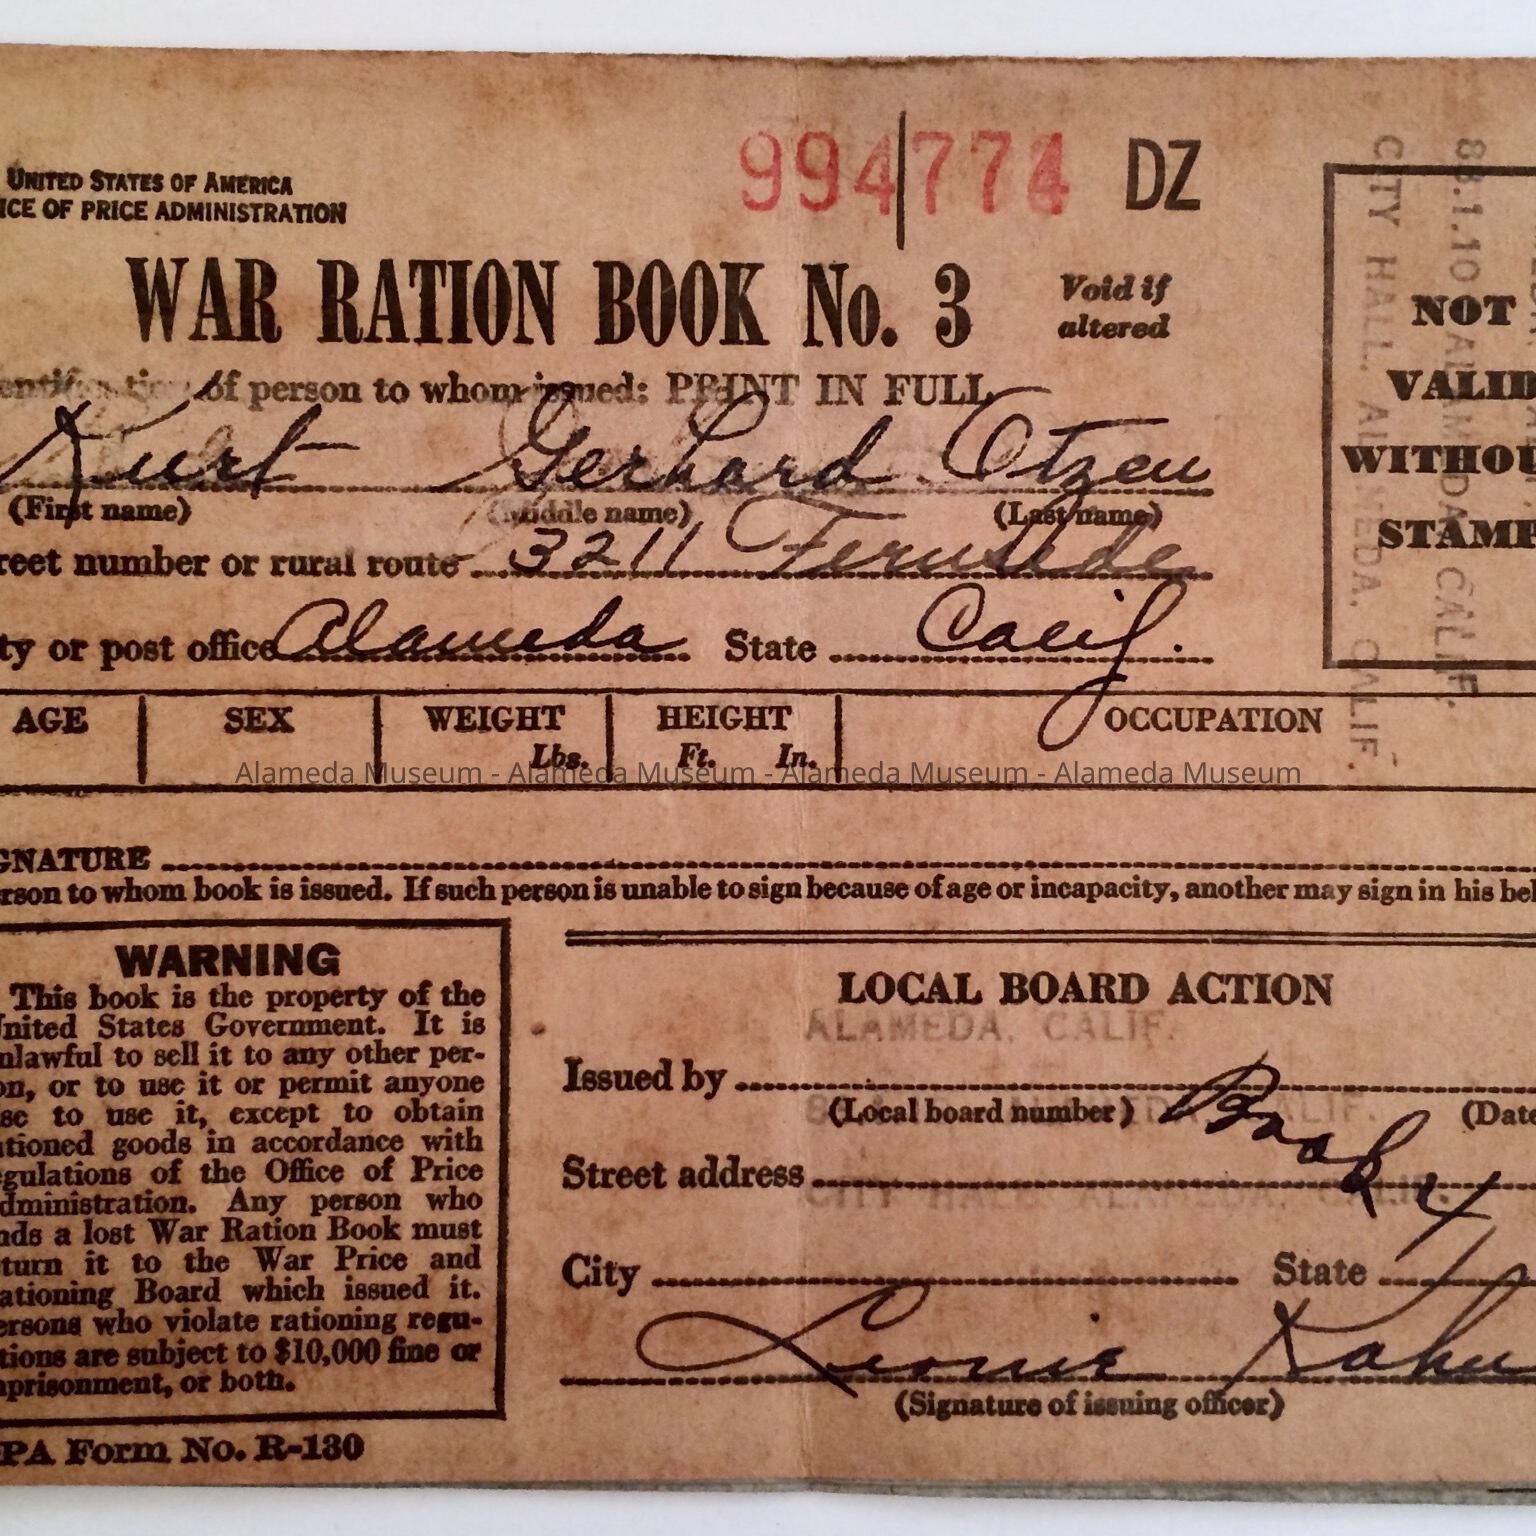 UNITED STATES OF AMERICA
ICE OF PRICE ADMINISTRATION
994774 DZ
WAR RATION BOOK No. 3 Void if altered
entification of person to whom issued: PRINT IN FULL
Kurt Gerhard Otzen
(First name) (Middle name) (Last name)
reet number or rural route 3211 Fernside
ty or post office Alameda State Calif.
AGE SEX WEIGHT Lbs. HEIGHT Ft. In. OCCUPATION
NOT
VALID
WITHOU
STAMP
CITY HALL, ALAMEDA, CALIF.
Alameda Museum - Alameda Museum - Alameda Museum - Alameda Museum
GNATURE
rson to whom book is issued. If such person is unable to sign because of age or incapacity, another may sign in his beh
WARNING
This book is the property of the
United States Government. It is
nlawful to sell it to any other per-
on, or to use it or permit anyone
se to use it, except to obtain
tioned goods in accordance with
egulations of the Office of Price
dministration. Any person who
nds a lost War Ration Book must
turn it to the War Price and
ationing Board which issued it.
ersons who violate rationing regu-
tions are subject to $10,000 fine or
mprisonment, or both.
PA Form No. R-130
LOCAL BOARD ACTION
ALAMEDA, CALIF.
Issued by
(Local board number) (Date
Street address
Book 4
City State
Leonie Kahn
(Signature of issuing officer)